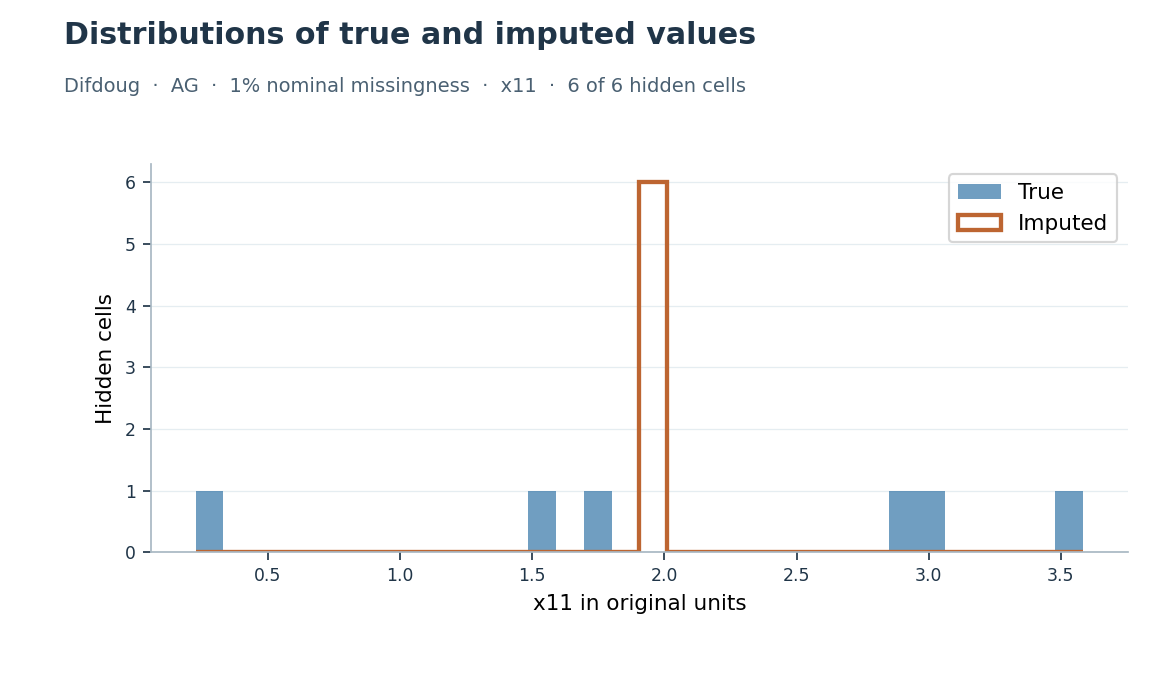 Distributions of true and imputed values
Difdoug · AG · 1% nominal missingness · x11 · 6 of 6 hidden cells
True
Imputed
Hidden cells
6
5
4
3
2
1
0
0.5 1.0 1.5 2.0 2.5 3.0 3.5
x11 in original units